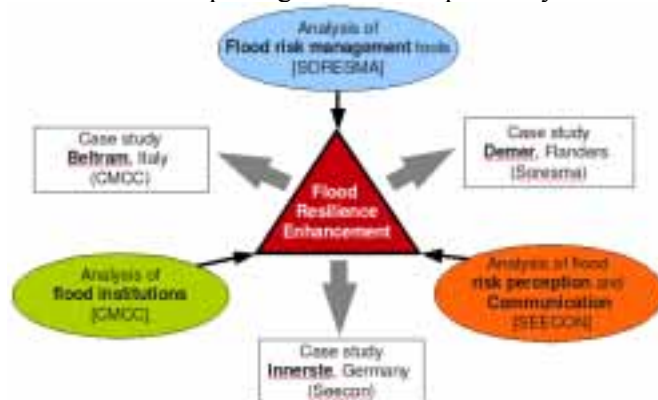 Analysis of
Flood risk management tools
[SORESMA]
Case study
Beltram, Italy
(CMCC)
Case study
Demer, Flanders
(Soresma)
Flood
Resilience
Enhancement
Analysis of
flood institutions
[CMCC]
Analysis of flood
risk perception and
Communication
[SEECON]
Case study
Innerste, Germany
(Seecon)